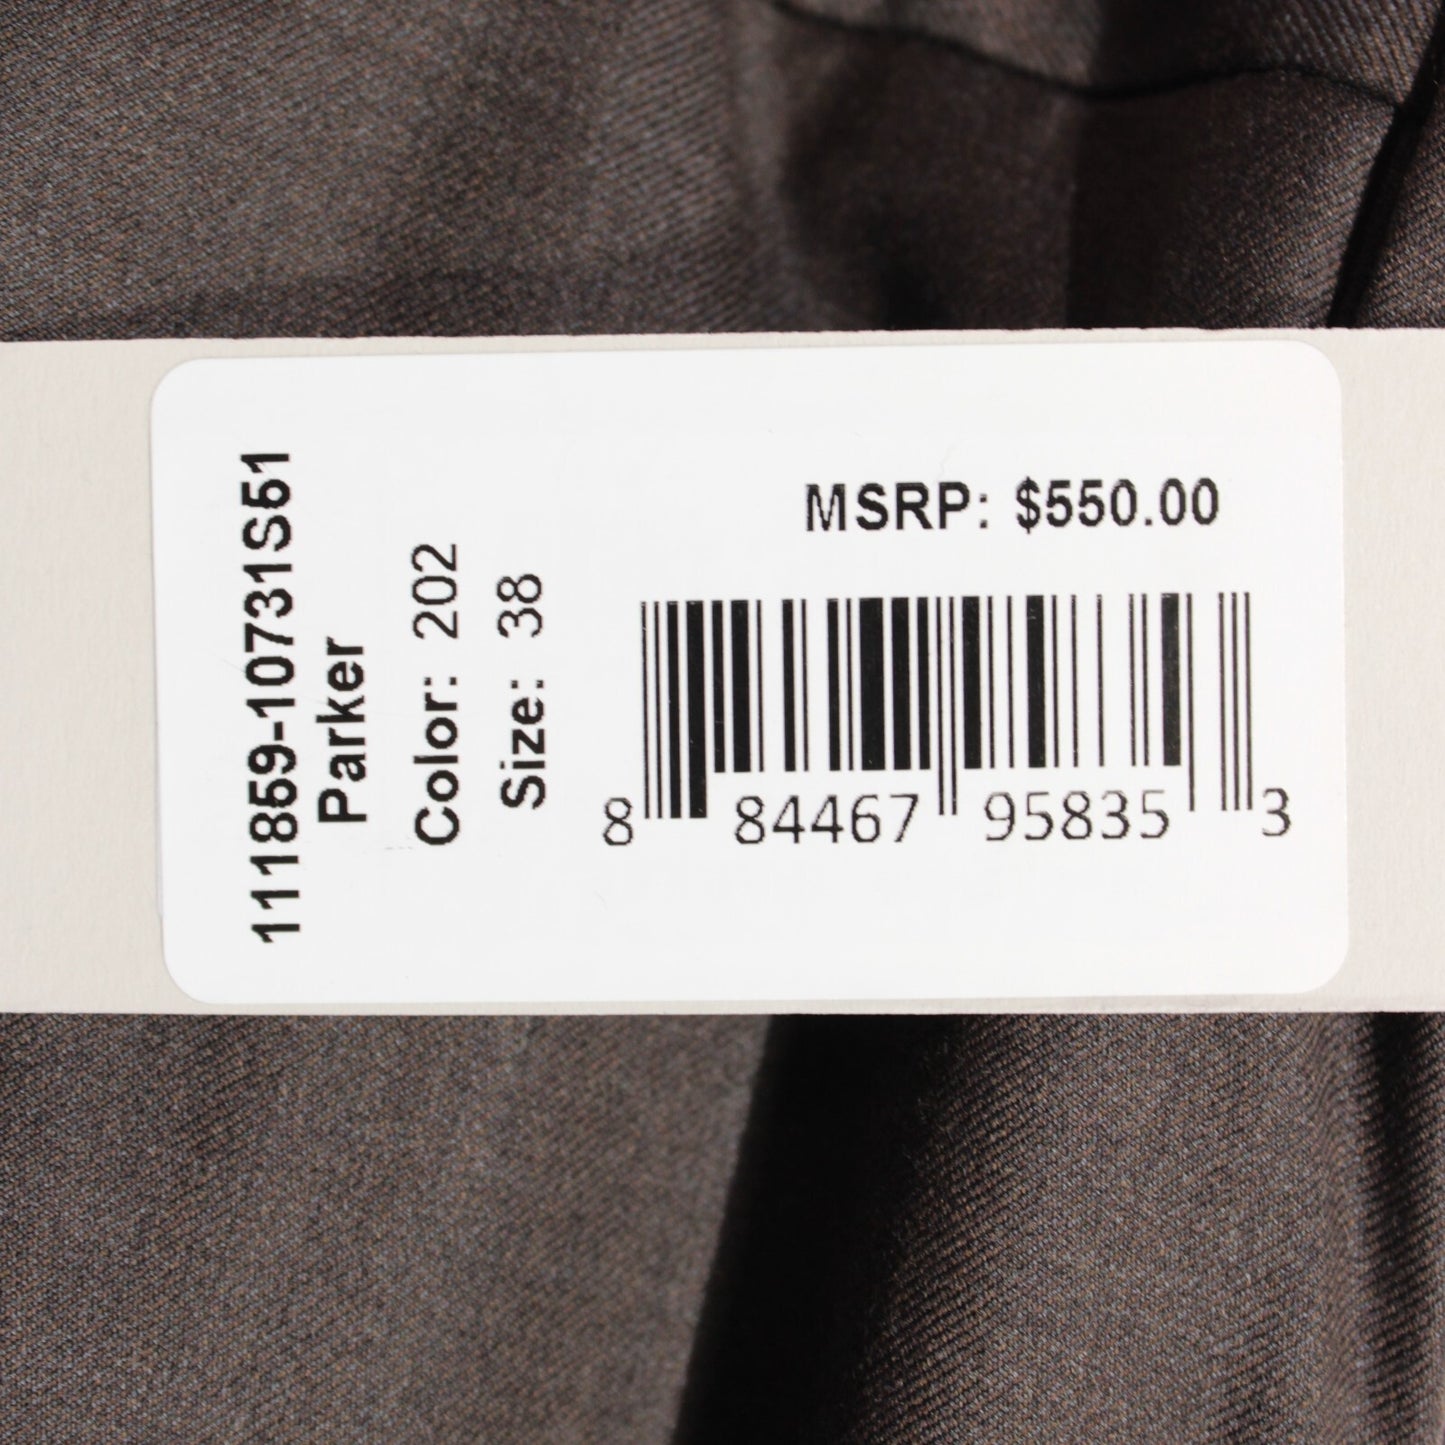 111859-10731S51
Parker
Color: 202
Size: 38
MSRP: $550.00
8 84467 95835 3